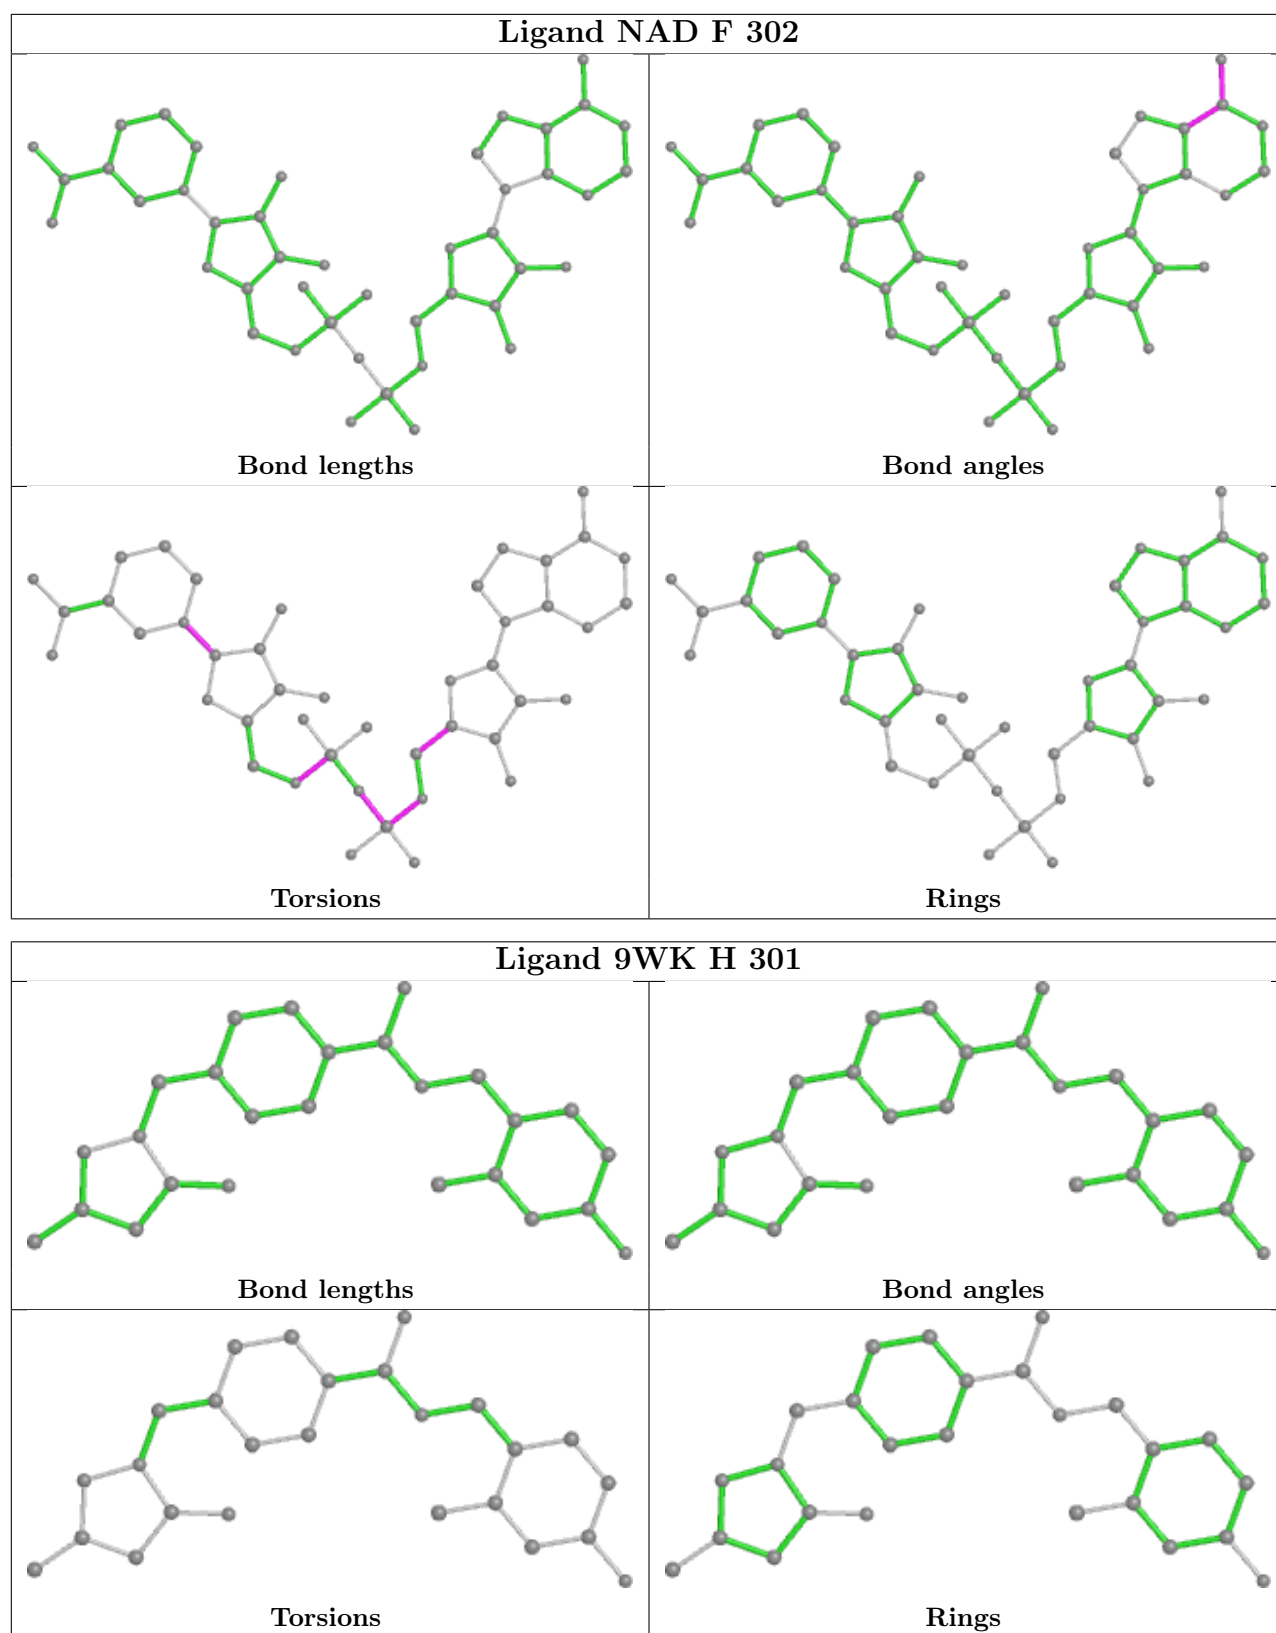 Ligand NAD F 302
Bond lengths
Bond angles
Torsions
Rings
Ligand 9WK H 301
Bond lengths
Bond angles
Torsions
Rings